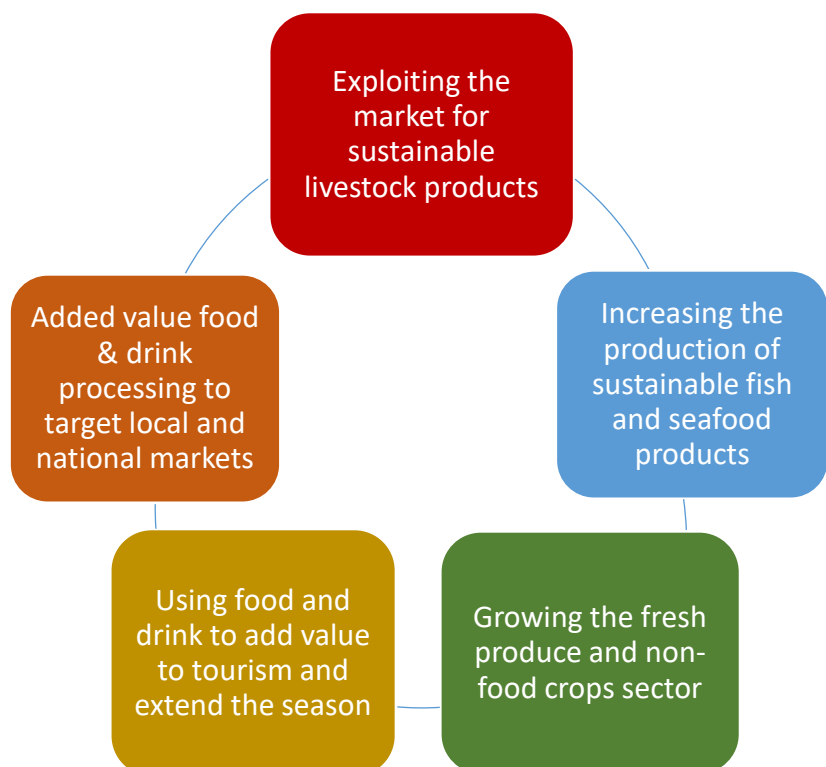 Exploiting the
market for
sustainable
livestock products
Increasing the
production of
sustainable fish
and seafood
products
Growing the fresh
produce and non-
food crops sector
Using food and
drink to add value
to tourism and
extend the season
Added value food
& drink
processing to
target local and
national markets